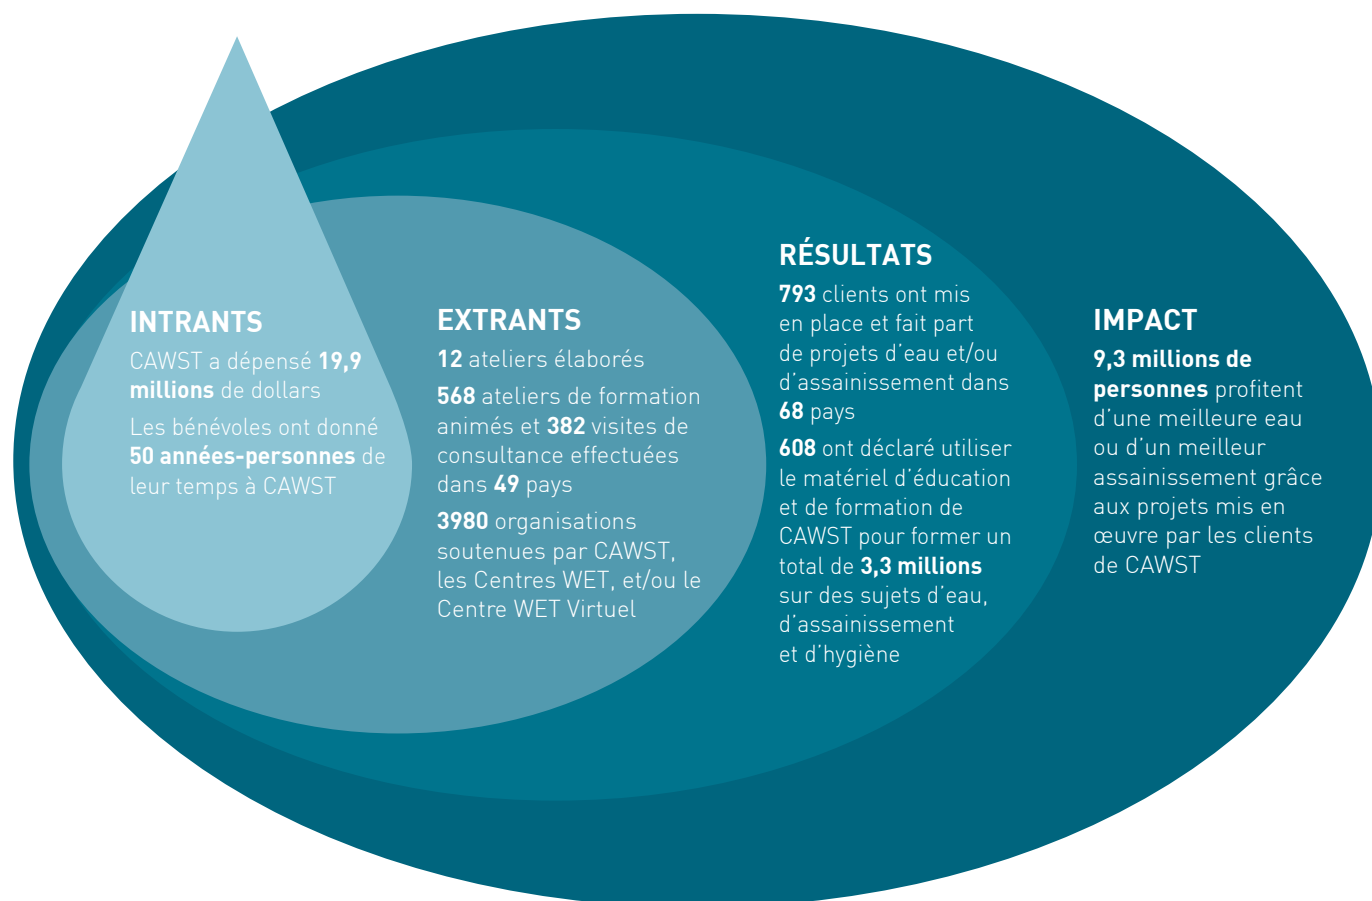 INTRANTS
CAWST a dépensé 19,9
millions de dollars
Les bénévoles ont donné
50 années-personnes de
leur temps à CAWST
EXTRANTS
12 ateliers élaborés
568 ateliers de formation
animés et 382 visites de
consultance effectuées
dans 49 pays
3980 organisations
soutenues par CAWST,
les Centres WET, et/ou le
Centre WET Virtuel
RÉSULTATS
793 clients ont mis
en place et fait part
de projets d'eau et/ou
d'assainissement dans
68 pays
608 ont déclaré utiliser
le matériel d'éducation
et de formation de
CAWST pour former un
total de 3,3 millions
sur des sujets d'eau,
d'assainissement
et d'hygiène
IMPACT
9,3 millions de
personnes profitent
d'une meilleure eau
ou d'un meilleur
assainissement grâce
aux projets mis en
œuvre par les clients
de CAWST